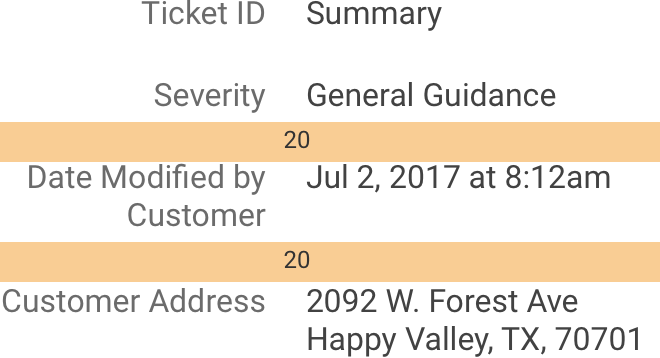 Ticket ID Summary
Severity General Guidance
20
Date Modified by Jul 2, 2017 at 8:12am
Customer
20
Customer Address 2092 W. Forest Ave
Happy Valley, TX, 70701